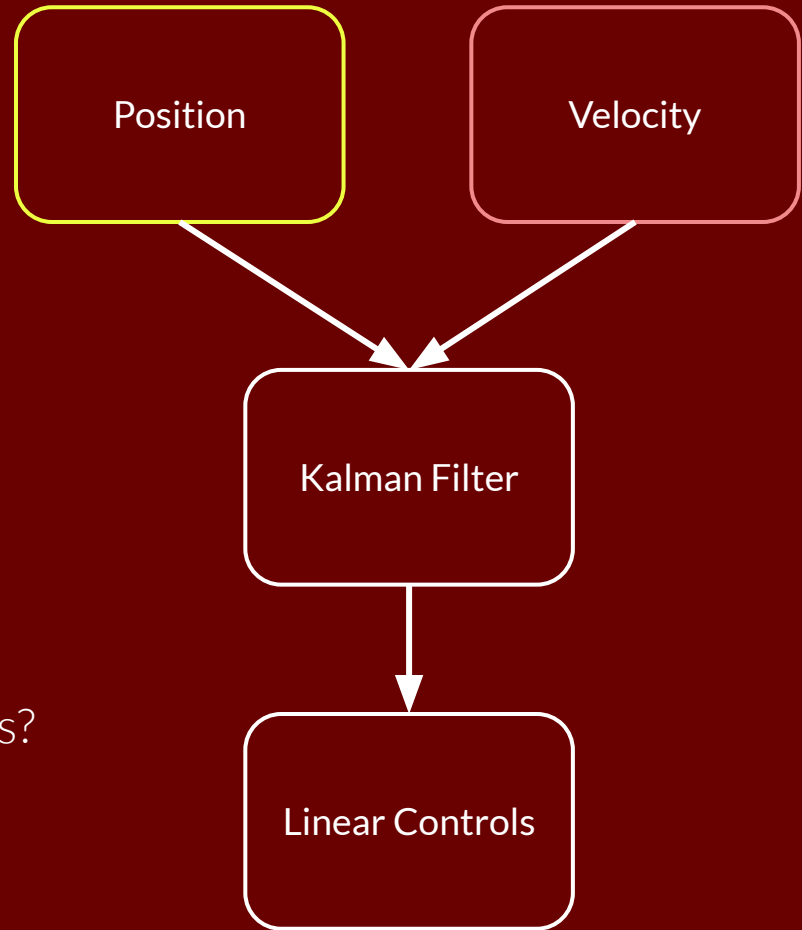 Position
Velocity
Kalman Filter
s?
Linear Controls